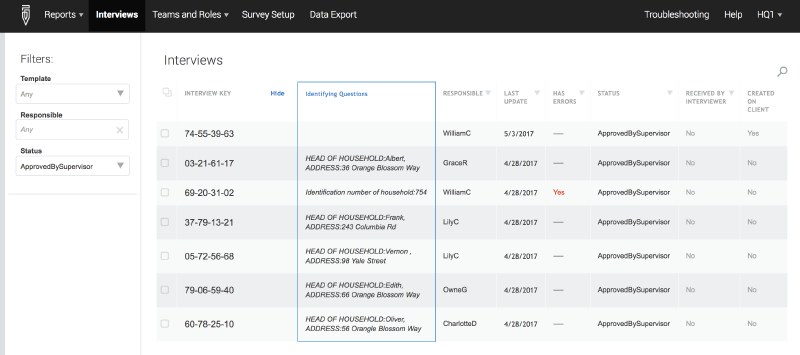 Reports Interviews Teams and Roles Survey Setup Data Export Troubleshooting Help HQ1
Filters:
Template
Any
Responsible
Any
Status
ApprovedBySupervisor
Interviews
INTERVIEW KEY Hide Identifying Questions RESPONSIBLE LAST UPDATE HAS ERRORS STATUS RECEIVED BY INTERVIEWER CREATED ON CLIENT
74-55-39-63 WilliamC 5/3/2017 — ApprovedBySupervisor No Yes
03-21-61-17 HEAD OF HOUSEHOLD:Albert, ADDRESS:36 Orange Blossom Way GraceR 4/28/2017 — ApprovedBySupervisor No No
69-20-31-02 Identification number of household:754 WilliamC 4/28/2017 Yes ApprovedBySupervisor No No
37-79-13-21 HEAD OF HOUSEHOLD:Frank, ADDRESS:243 Columbia Rd LilyC 4/28/2017 — ApprovedBySupervisor No No
05-72-56-68 HEAD OF HOUSEHOLD:Vernon , ADDRESS:98 Yale Street LilyC 4/28/2017 — ApprovedBySupervisor No No
79-06-59-40 HEAD OF HOUSEHOLD:Edith, ADDRESS:66 Orange Blossom Way OwneG 4/28/2017 — ApprovedBySupervisor No No
60-78-25-10 HEAD OF HOUSEHOLD:Oliver, ADDRESS:56 Orangle Blossom Way CharlotteD 4/28/2017 — ApprovedBySupervisor No No